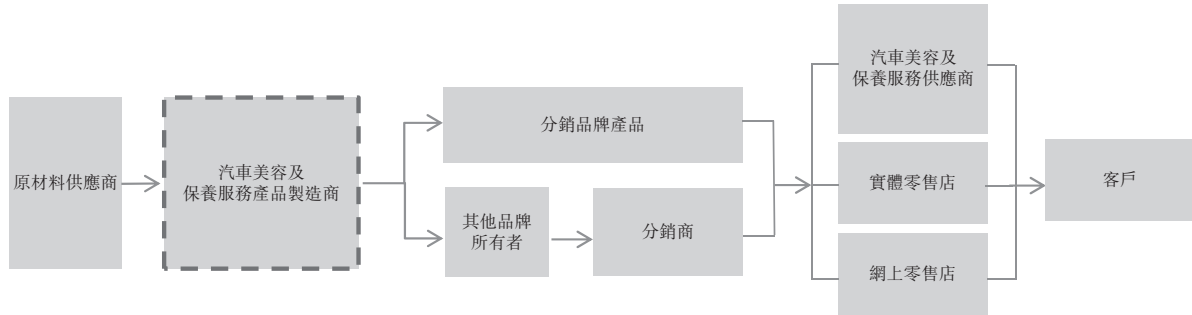 原材料供應商
汽車美容及
保養服務產品製造商
分銷品牌產品
其他品牌
所有者
分銷商
汽車美容及
保養服務供應商
實體零售店
網上零售店
客戶